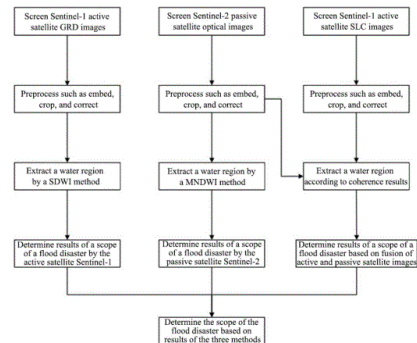 Screen Sentinel-1 active
satellite GRD images
Screen Sentinel-2 passive
satellite optical images
Screen Sentinel-1 active
satellite SLC images
Preprocess such as embed,
crop, and correct
Preprocess such as embed,
crop, and correct
Preprocess such as embed,
crop, and correct
Extract a water region
by a SDWI method
Extract a water region by
a MNDWI method
Extract a water region
according to coherence results
Determine results of a scope
of a flood disaster by the
active satellite Sentinel-1
Determine results of a scope
of a flood disaster by the
passive satellite Sentinel-2
Determine results of a scope of a
flood disaster based on fusion of
active and passive satellite images
Determine the scope of the
flood disaster based on
results of the three methods